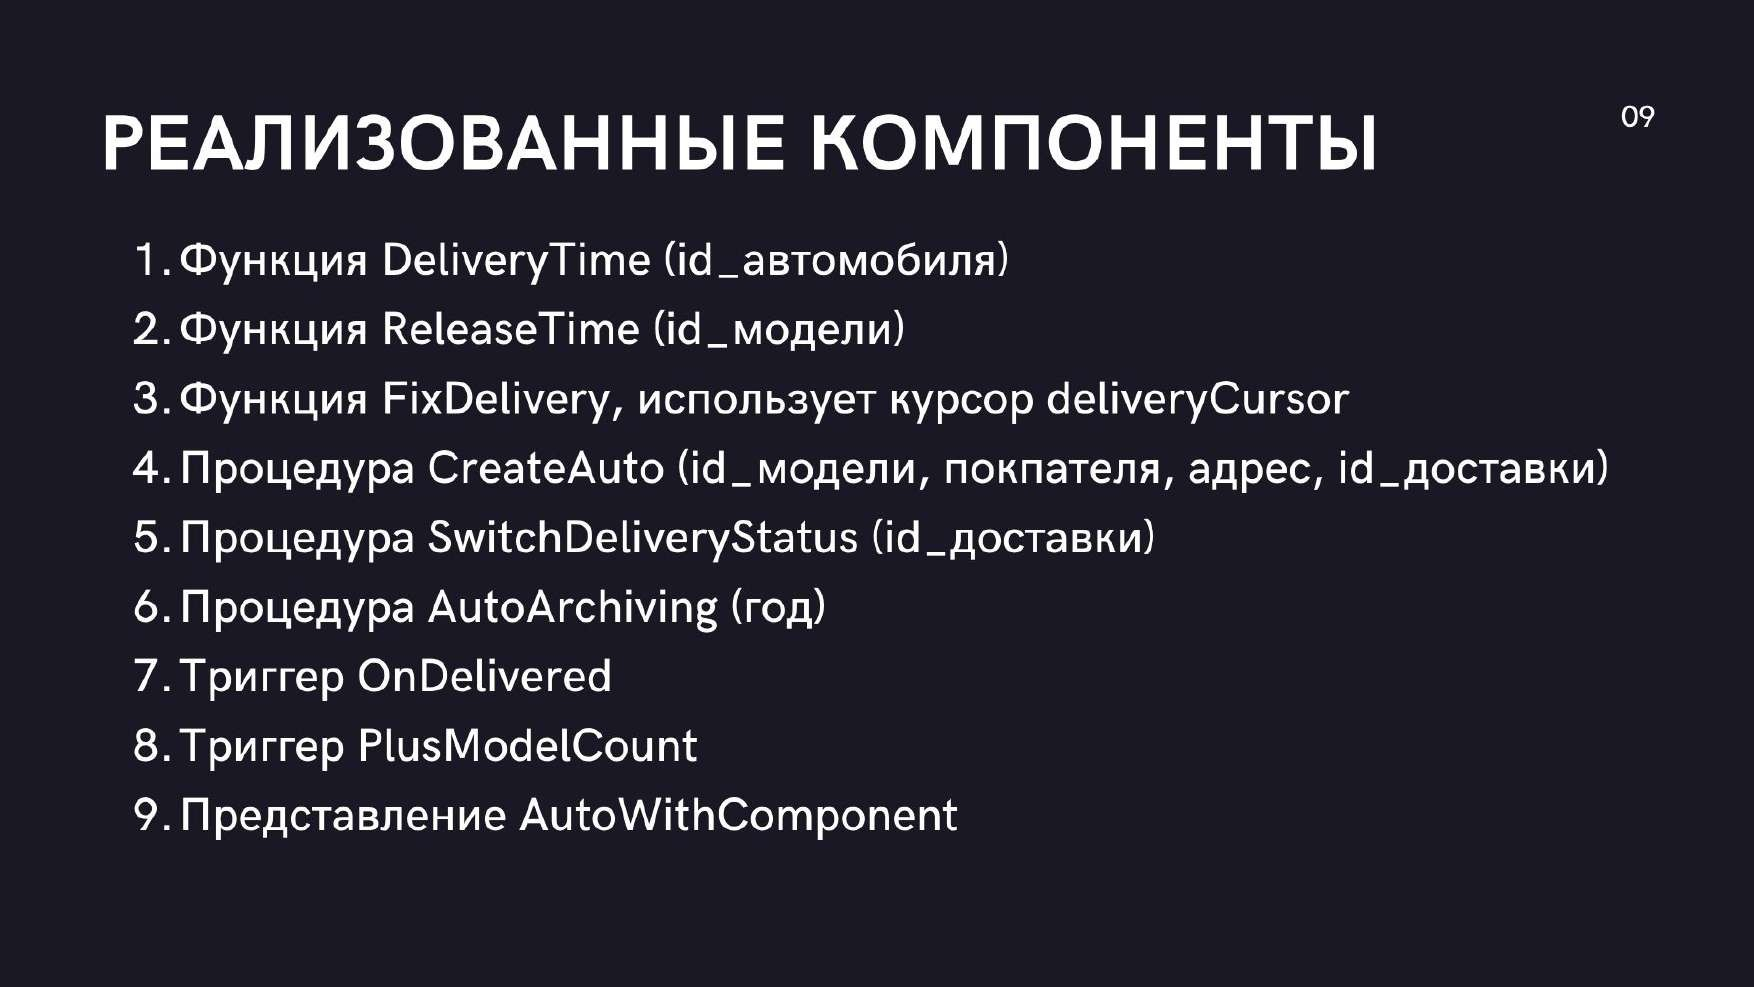 РЕАЛИЗОВАННЫЕ КОМПОНЕНТЫ
09
1. Функция DeliveryTime (id_автомобиля)
2. Функция ReleaseTime (id_модели)
3. Функция FixDelivery, использует курсор deliveryCursor
4. Процедура CreateAuto (id_модели, покпателя, адрес, id_доставки)
5. Процедура SwitchDeliveryStatus (id_доставки)
6. Процедура AutoArchiving (год)
7. Триггер OnDelivered
8. Триггер PlusModelCount
9. Представление AutoWithComponent